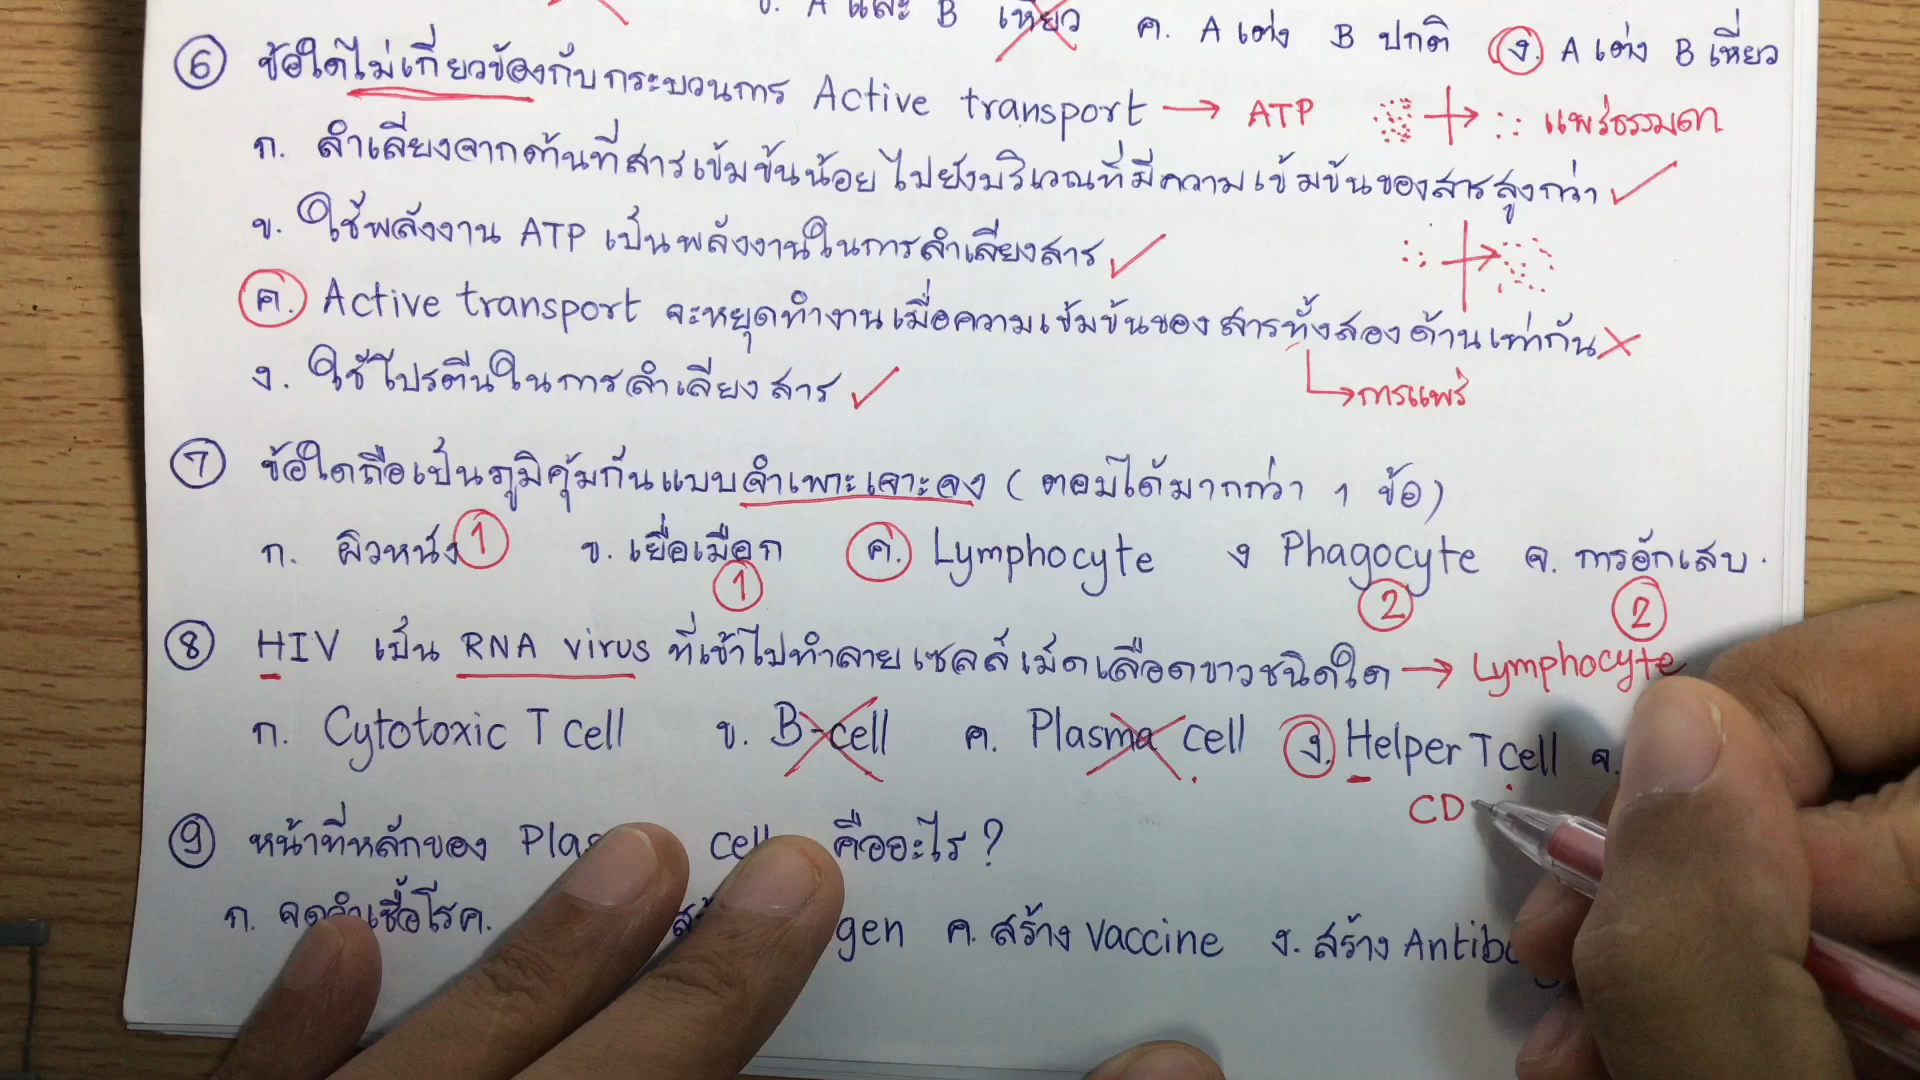 ข. A และ B เหี่ยว ค. A เต่ง B ปกติ ง. A เต่ง B เหี่ยว
6 ข้อใดไม่เกี่ยวข้องกับกระบวนการ Active transport → ATP แพร่ธรรมดา
ก. ลำเลียงจากด้านที่สารเข้มข้นน้อยไปยังบริเวณที่มีความเข้มข้นของสารสูงกว่า ✓
ข. ใช้พลังงาน ATP เป็นพลังงานในการลำเลียงสาร ✓
ค. Active transport จะหยุดทำงานเมื่อความเข้มข้นของสารทั้งสองด้านเท่ากัน ✗
ง. ใช้โปรตีนในการลำเลียงสาร ✓ → การแพร่
7 ข้อใดถือเป็นภูมิคุ้มกันแบบจำเพาะเจาะจง (ตอบได้มากกว่า 1 ข้อ)
ก. ผิวหนัง 1 ข. เยื่อเมือก 1 ค. Lymphocyte ง Phagocyte 2 จ. การอักเสบ. 2
8 HIV เป็น RNA virus ที่เข้าไปทำลายเซลล์เม็ดเลือดขาวชนิดใด → Lymphocyte
ก. Cytotoxic T cell ข. B-cell ค. Plasma cell ง. Helper T cell จ.
CD
9 หน้าที่หลักของ cell คืออะไร?
ก. จดจำเชื้อโรค. gen ค. สร้าง vaccine ง. สร้าง